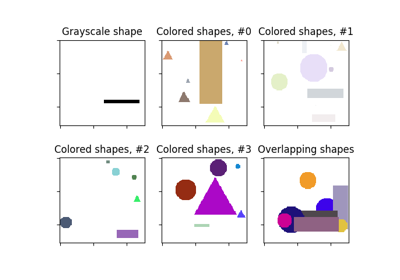 Grayscale shape
Colored shapes, #0
Colored shapes, #1
Colored shapes, #2
Colored shapes, #3
Overlapping shapes